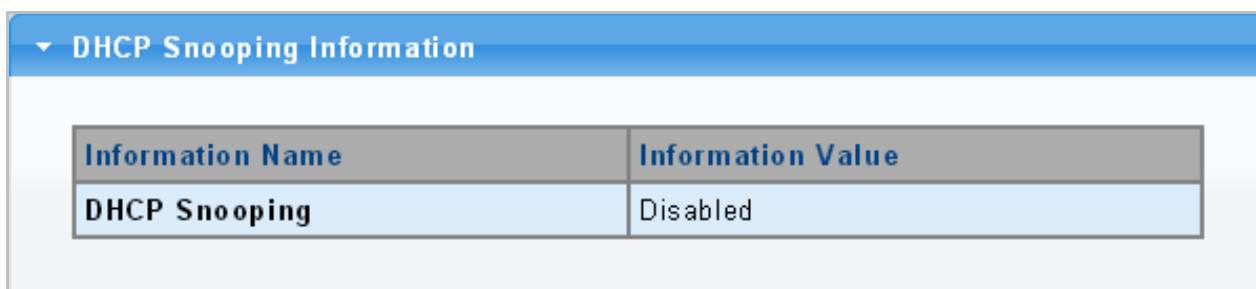 DHCP Snooping Information
Information Name Information Value
DHCP Snooping Disabled